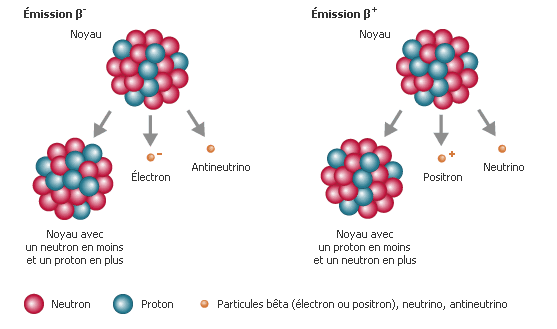 Émission β-
Noyau
Électron
Antineutrino
Noyau avec
un neutron en moins
et un proton en plus
Émission β+
Noyau
Positron
Neutrino
Noyau avec
un proton en moins
et un neutron en plus
Neutron
Proton
Particules bêta (électron ou positron), neutrino, antineutrino